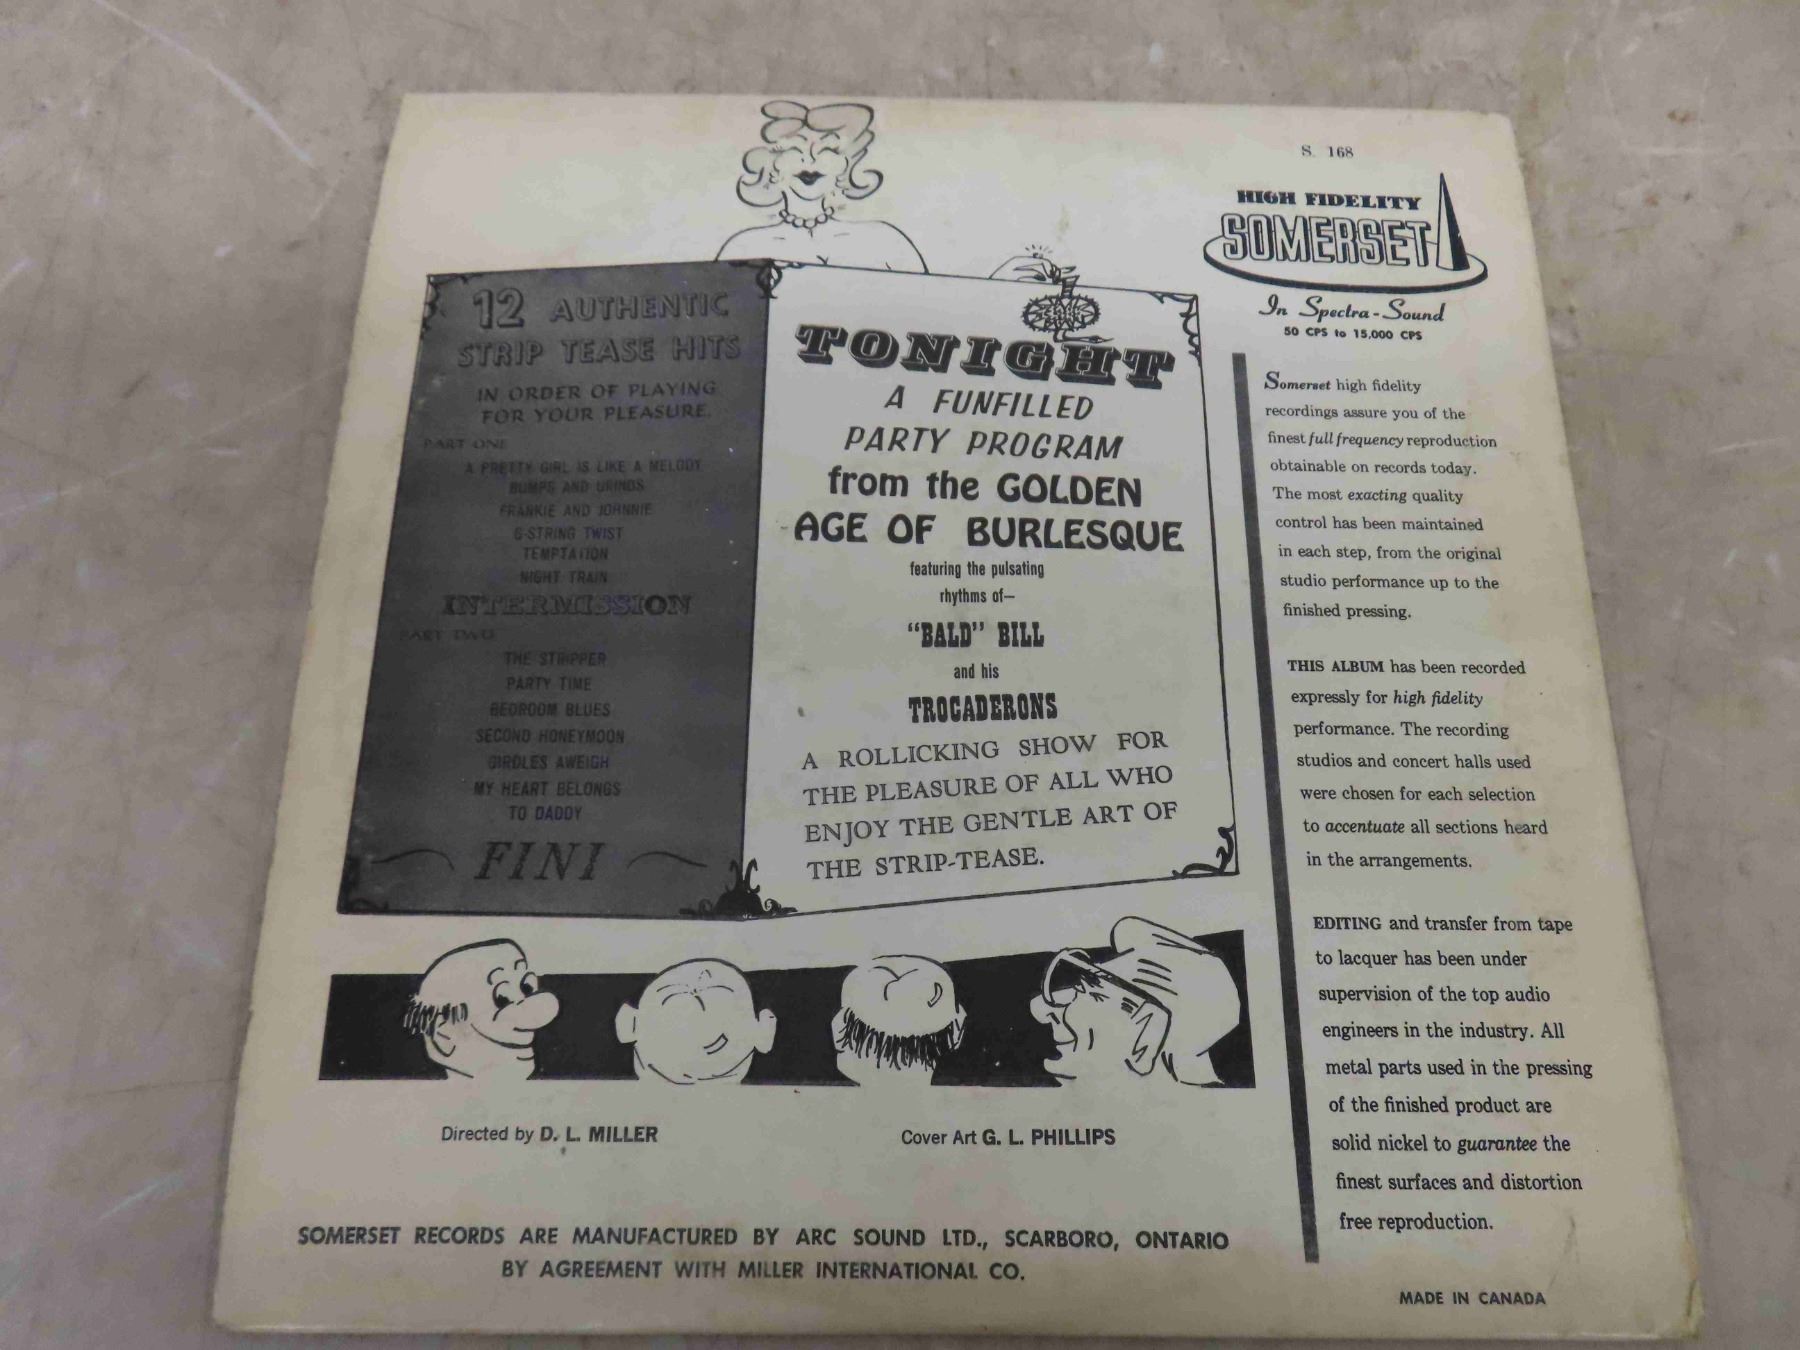 S. 168
HIGH FIDELITY
SOMERSET
In Spectra-Sound
50 CPS to 15,000 CPS
12 AUTHENTIC
STRIP TEASE HITS
IN ORDER OF PLAYING
FOR YOUR PLEASURE.
PART ONE
A PRETTY GIRL IS LIKE A MELODY
BUMPS AND GRINDS
FRANKIE AND JOHNNIE
G-STRING TWIST
TEMPTATION
NIGHT TRAIN
INTERMISSION
PART TWO
THE STRIPPER
PARTY TIME
BEDROOM BLUES
SECOND HONEYMOON
GIRDLES AWEIGH
MY HEART BELONGS
TO DADDY
FINI
TONIGHT
A FUNFILLED
PARTY PROGRAM
from the GOLDEN
AGE OF BURLESQUE
featuring the pulsating
rhythms of—
"BALD" BILL
and his
TROCADERONS
A ROLLICKING SHOW FOR
THE PLEASURE OF ALL WHO
ENJOY THE GENTLE ART OF
THE STRIP-TEASE.
Somerset high fidelity
recordings assure you of the
finest full frequency reproduction
obtainable on records today.
The most exacting quality
control has been maintained
in each step, from the original
studio performance up to the
finished pressing.
THIS ALBUM has been recorded
expressly for high fidelity
performance. The recording
studios and concert halls used
were chosen for each selection
to accentuate all sections heard
in the arrangements.
EDITING and transfer from tape
to lacquer has been under
supervision of the top audio
engineers in the industry. All
metal parts used in the pressing
of the finished product are
solid nickel to guarantee the
finest surfaces and distortion
free reproduction.
Directed by D. L. MILLER
Cover Art G. L. PHILLIPS
SOMERSET RECORDS ARE MANUFACTURED BY ARC SOUND LTD., SCARBORO, ONTARIO
BY AGREEMENT WITH MILLER INTERNATIONAL CO.
MADE IN CANADA